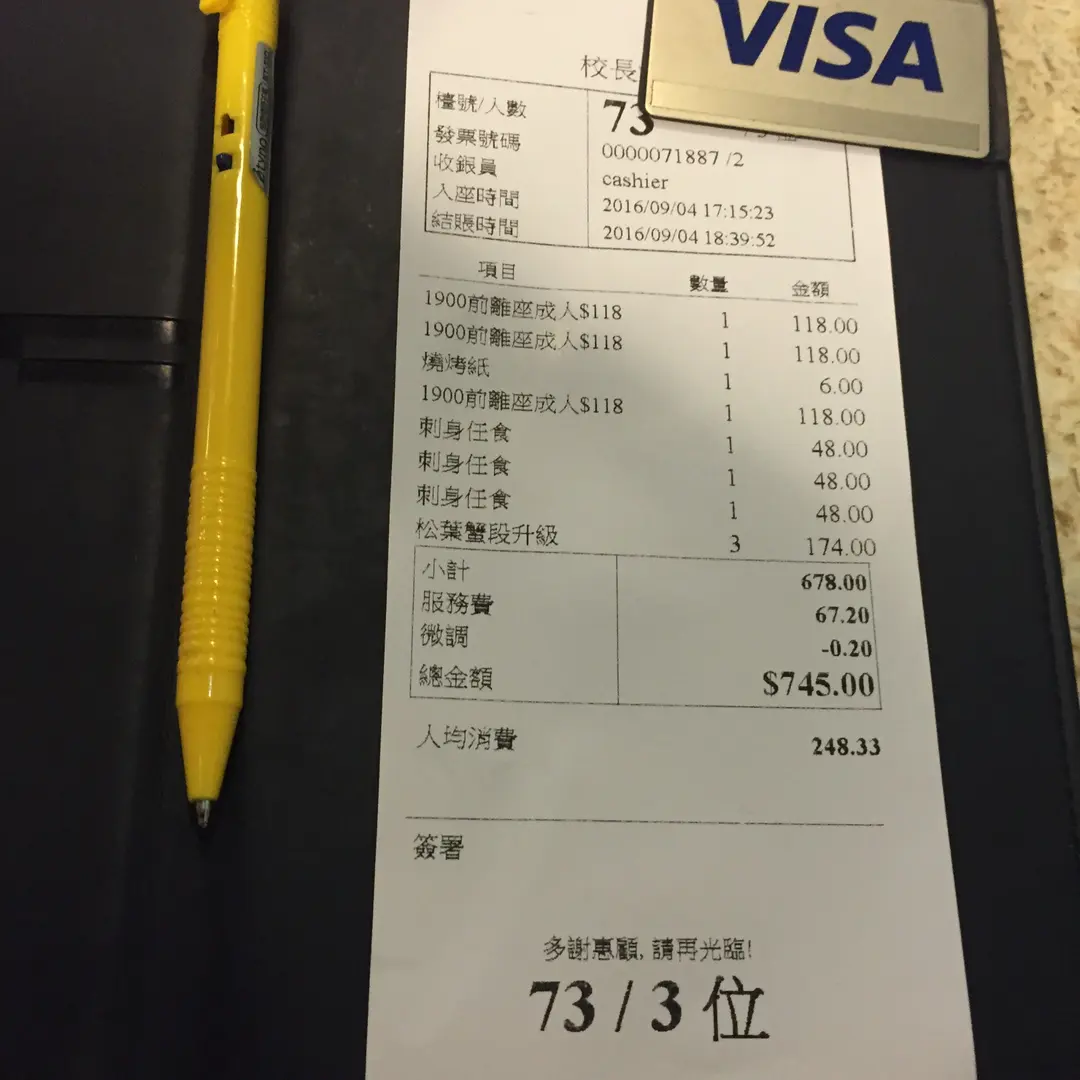 VISA
校長
檯號/人數 73
發票號碼 0000071887 /2
收銀員 cashier
入座時間 2016/09/04 17:15:23
結賬時間 2016/09/04 18:39:52
項目 數量 金額
1900前離座成人$118 1 118.00
1900前離座成人$118 1 118.00
燒烤紙 1 6.00
1900前離座成人$118 1 118.00
刺身任食 1 48.00
刺身任食 1 48.00
刺身任食 1 48.00
松葉蟹段升級 3 174.00
小計 678.00
服務費 67.20
微調 -0.20
總金額 $745.00
人均消費 248.33
簽署
多謝惠顧, 請再光臨!
73 / 3 位